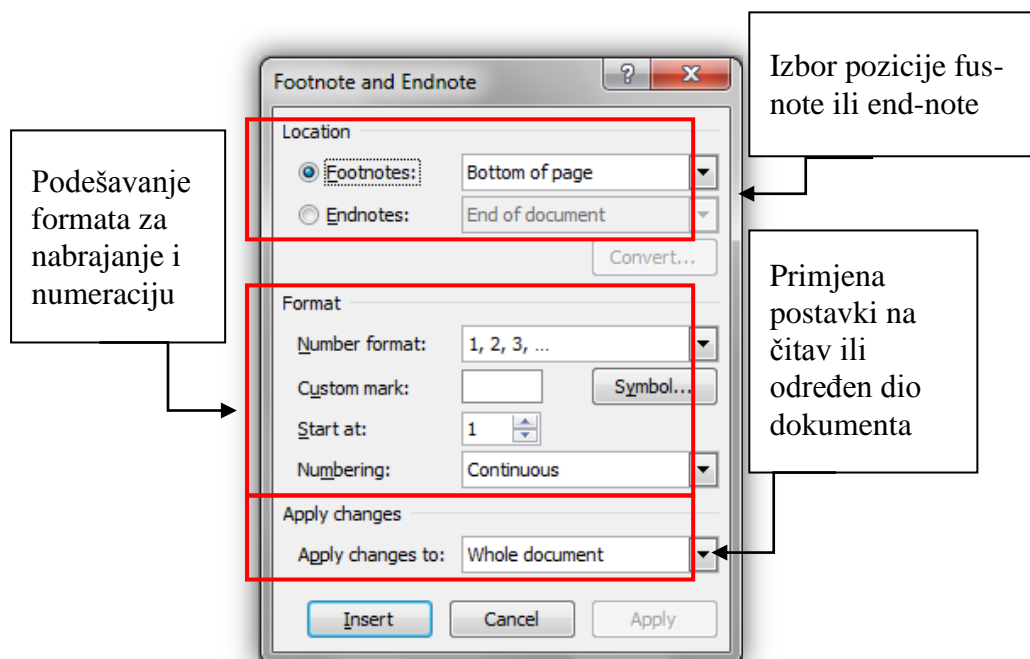 Izbor pozicije fus-
note ili end-note
Footnote and Endnote
Location
Footnotes: Bottom of page
Endnotes: End of document
Convert...
Podešavanje
formata za
nabrajanje i
numeraciju
Format
Number format: 1, 2, 3, ...
Custom mark: Symbol...
Start at: 1
Numbering: Continuous
Primjena
postavki na
čitav ili
određen dio
dokumenta
Apply changes
Apply changes to: Whole document
Insert Cancel Apply